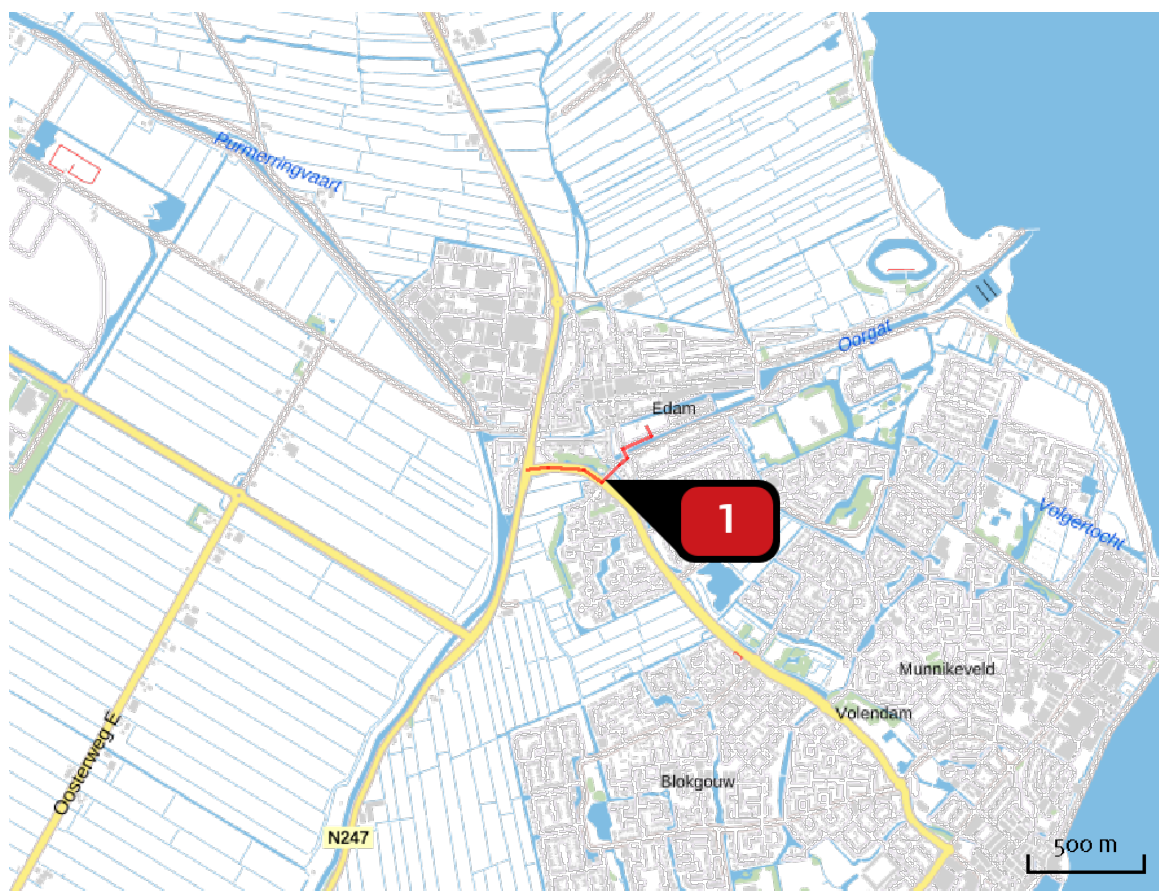 Purmerringvaart
Oorgat
Edam
1
Volgertocht
Munnikeveld
Volendam
Oosterweg E
Blokgouw
N247
500 m